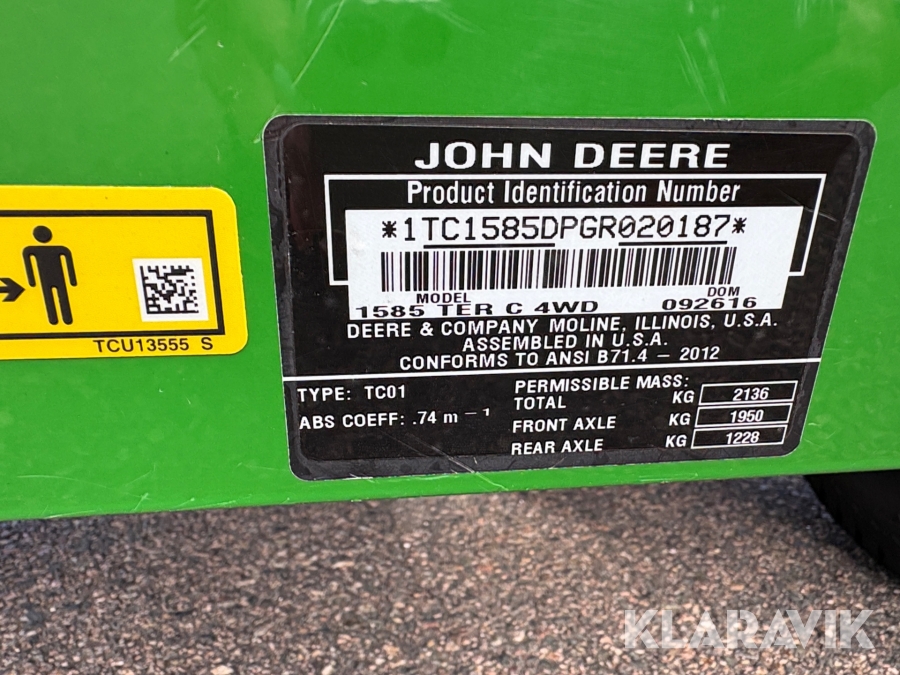 JOHN DEERE
Product Identification Number
*1TC1585DPGR020187*
MODEL DOM
1585 TER C 4WD 092616
DEERE & COMPANY MOLINE, ILLINOIS, U.S.A.
ASSEMBLED IN U.S.A.
CONFORMS TO ANSI B71.4 – 2012
TYPE: TC01
ABS COEFF: .74 m⁻¹
PERMISSIBLE MASS:
TOTAL KG 2136
FRONT AXLE KG 1950
REAR AXLE KG 1228
TCU13555 S
KLARAVIK